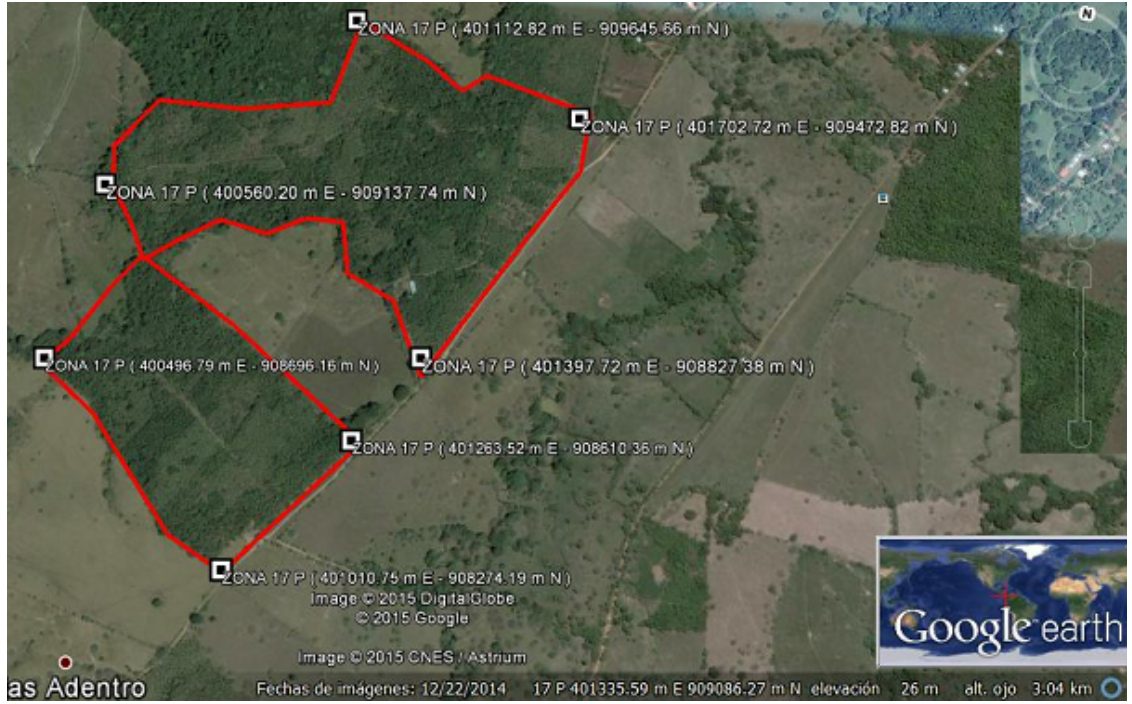 N
ZONA 17 P ( 401112.82 m E - 909645.66 m N )
ZONA 17 P ( 401702.72 m E - 909472.82 m N )
ZONA 17 P ( 400560.20 m E - 909137.74 m N )
ZONA 17 P ( 400496.79 m E - 908696.16 m N )
ZONA 17 P ( 401397.72 m E - 908827.38 m N )
ZONA 17 P ( 401263.52 m E - 908610.36 m N )
ZONA 17 P ( 401010.75 m E - 908274.19 m N )
Image © 2015 DigitalGlobe
© 2015 Google
Image © 2015 CNES / Astrium
Google earth
as Adentro
Fechas de imágenes: 12/22/2014 17 P 401335.59 m E 909086.27 m N elevación 26 m alt. ojo 3.04 km